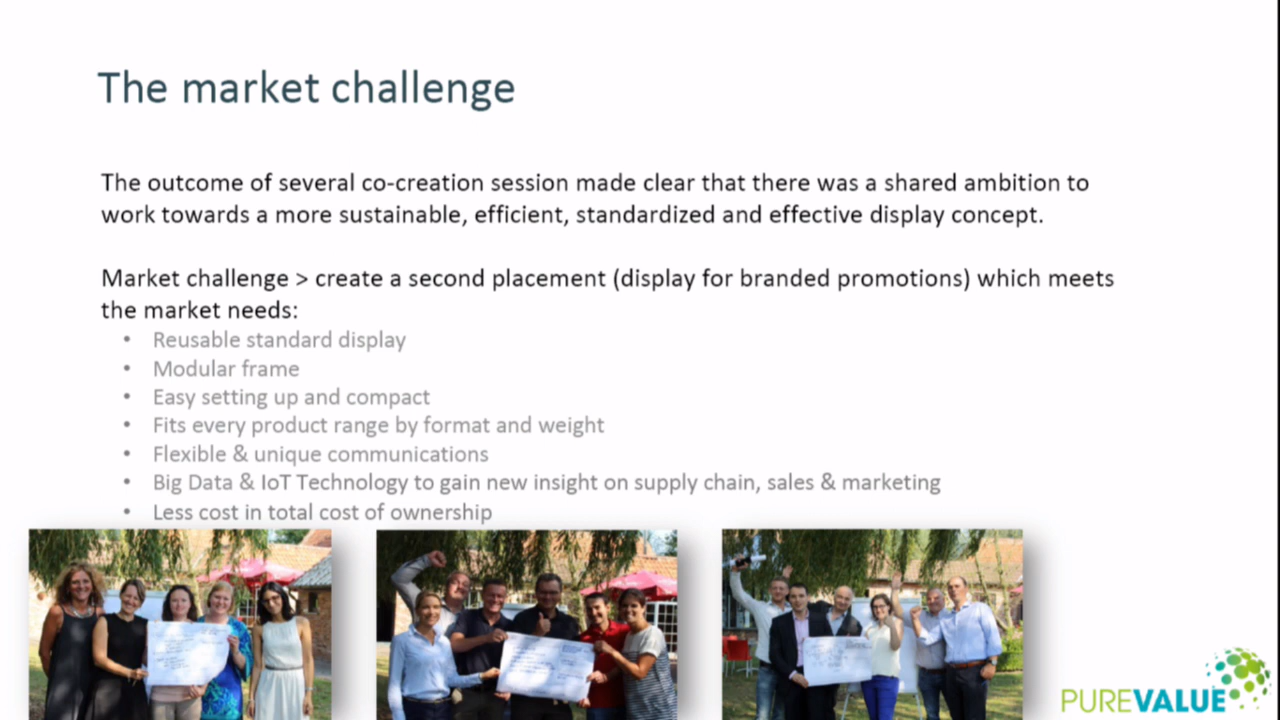 The market challenge
The outcome of several co-creation session made clear that there was a shared ambition to
work towards a more sustainable, efficient, standardized and effective display concept.
Market challenge > create a second placement (display for branded promotions) which meets
the market needs:
• Reusable standard display
• Modular frame
• Easy setting up and compact
• Fits every product range by format and weight
• Flexible & unique communications
• Big Data & IoT Technology to gain new insight on supply chain, sales & marketing
• Less cost in total cost of ownership
PUREVALUE